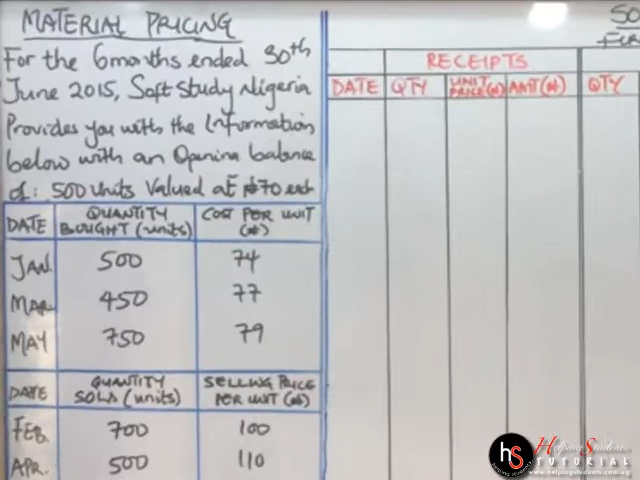 MATERIAL PRICING
For the 6months ended 30th
June 2015, Soft Study Nigeria
Provides you with the Information
below with an Opening balance
of: 500 units Valued at ₦70 each
DATE QUANTITY BOUGHT (units) COST PER UNIT (₦)
JAN. 500 74
MAR. 450 77
MAY 750 79
DATE QUANTITY SOLD (units) SELLING PRICE PER UNIT (₦)
FEB. 700 100
APR. 500 110
SO
RECEIPTS
DATE QTY UNIT PRICE(₦) AMT(₦) QTY
hS
helping students
Helping Students
TUTORIAL
www.helpingstudents.com.ng